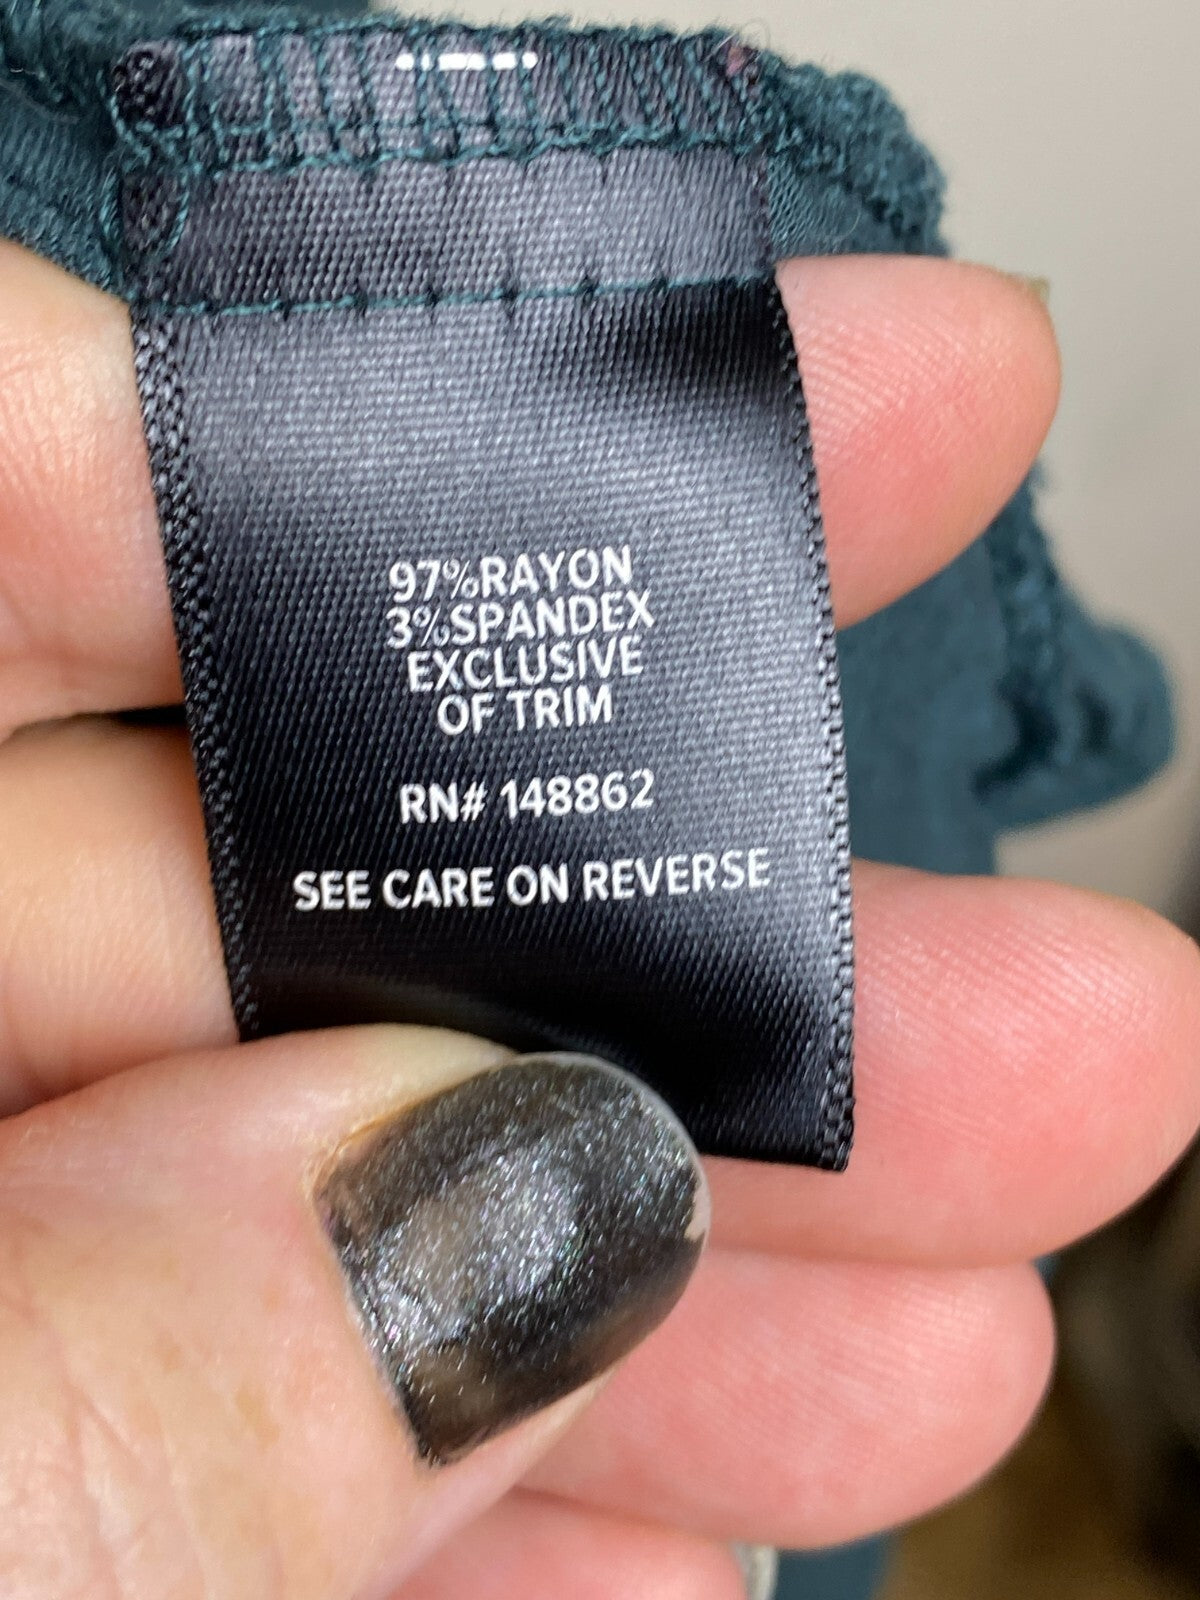 97%RAYON
3%SPANDEX
EXCLUSIVE
OF TRIM
RN# 148862
SEE CARE ON REVERSE